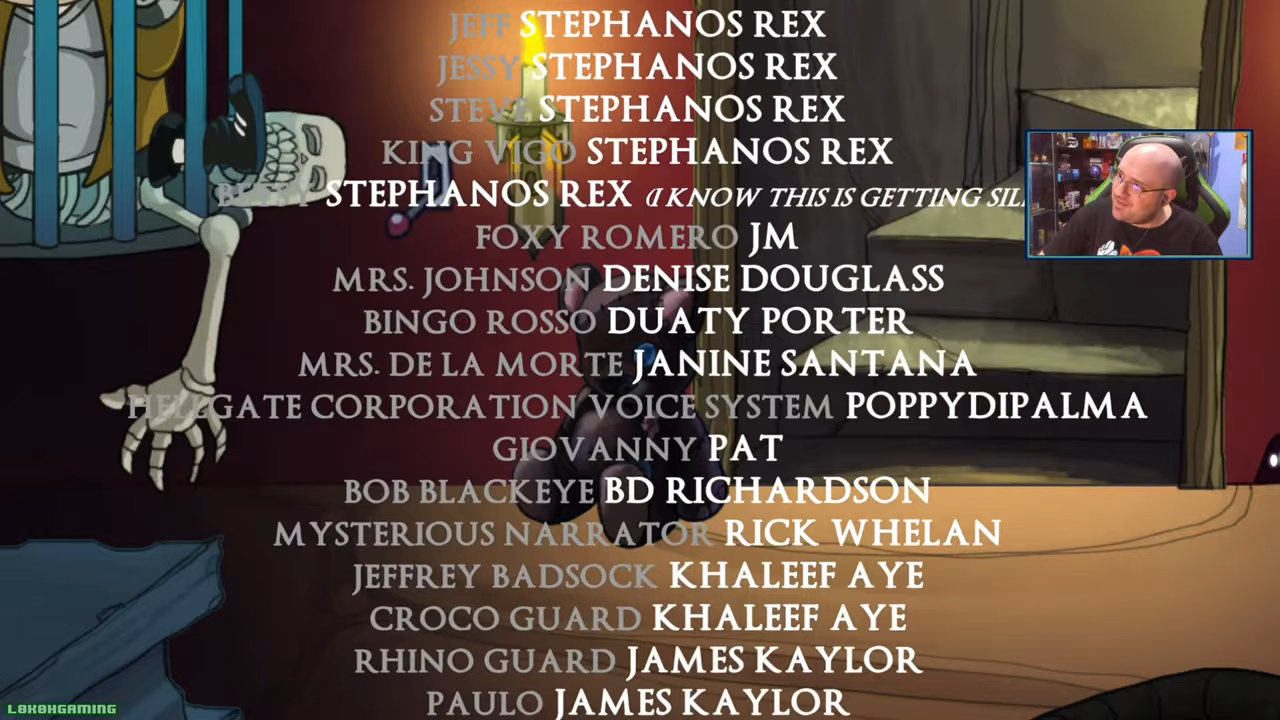 JEFF STEPHANOS REX
JESSY STEPHANOS REX
STEVE STEPHANOS REX
KING VIGO STEPHANOS REX
STEPHANOS REX (I KNOW THIS IS GETTING
FOXY ROMERO JM
MRS. JOHNSON DENISE DOUGLASS
BINGO ROSSO DUATY PORTER
MRS. DE LA MORTE JANINE SANTANA
HELLGATE CORPORATION VOICE SYSTEM POPPYDIPALMA
GIOVANNY PAT
BOB BLACKEYE BD RICHARDSON
MYSTERIOUS NARRATOR RICK WHELAN
JEFFREY BADSOCK KHALEEF AYE
CROCO GUARD KHALEEF AYE
RHINO GUARD JAMES KAYLOR
PAULO JAMES KAYLOR
L8K8HGAMING